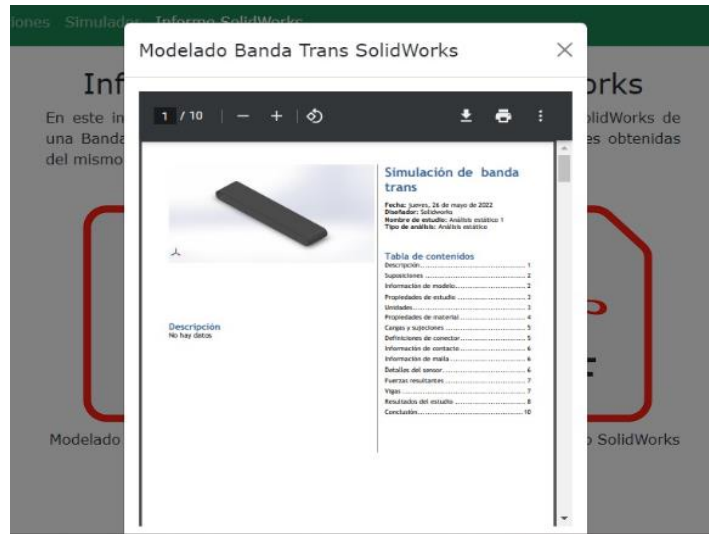 iones Simulador Informe SolidWorks
Modelado Banda Trans SolidWorks
Inf
orks
En este in
olidWorks de
una Banda
es obtenidas
del mismo
1 / 10
Simulación de banda
trans
Fecha: jueves, 26 de mayo de 2022
Diseñador: Solidworks
Nombre de estudio: Análisis estático 1
Tipo de análisis: Análisis estático
Tabla de contenidos
Descripción 1
Suposiciones 2
Información de modelo 2
Propiedades de estudio 3
Unidades 3
Propiedades de material 4
Cargas y sujeciones 5
Definiciones de conector 5
Información de contacto 6
Información de malla 6
Detalles del sensor 6
Fuerzas resultantes 7
Vigas 7
Resultados del estudio 8
Conclusión 10
Descripción
No hay datos
Modelado
o SolidWorks